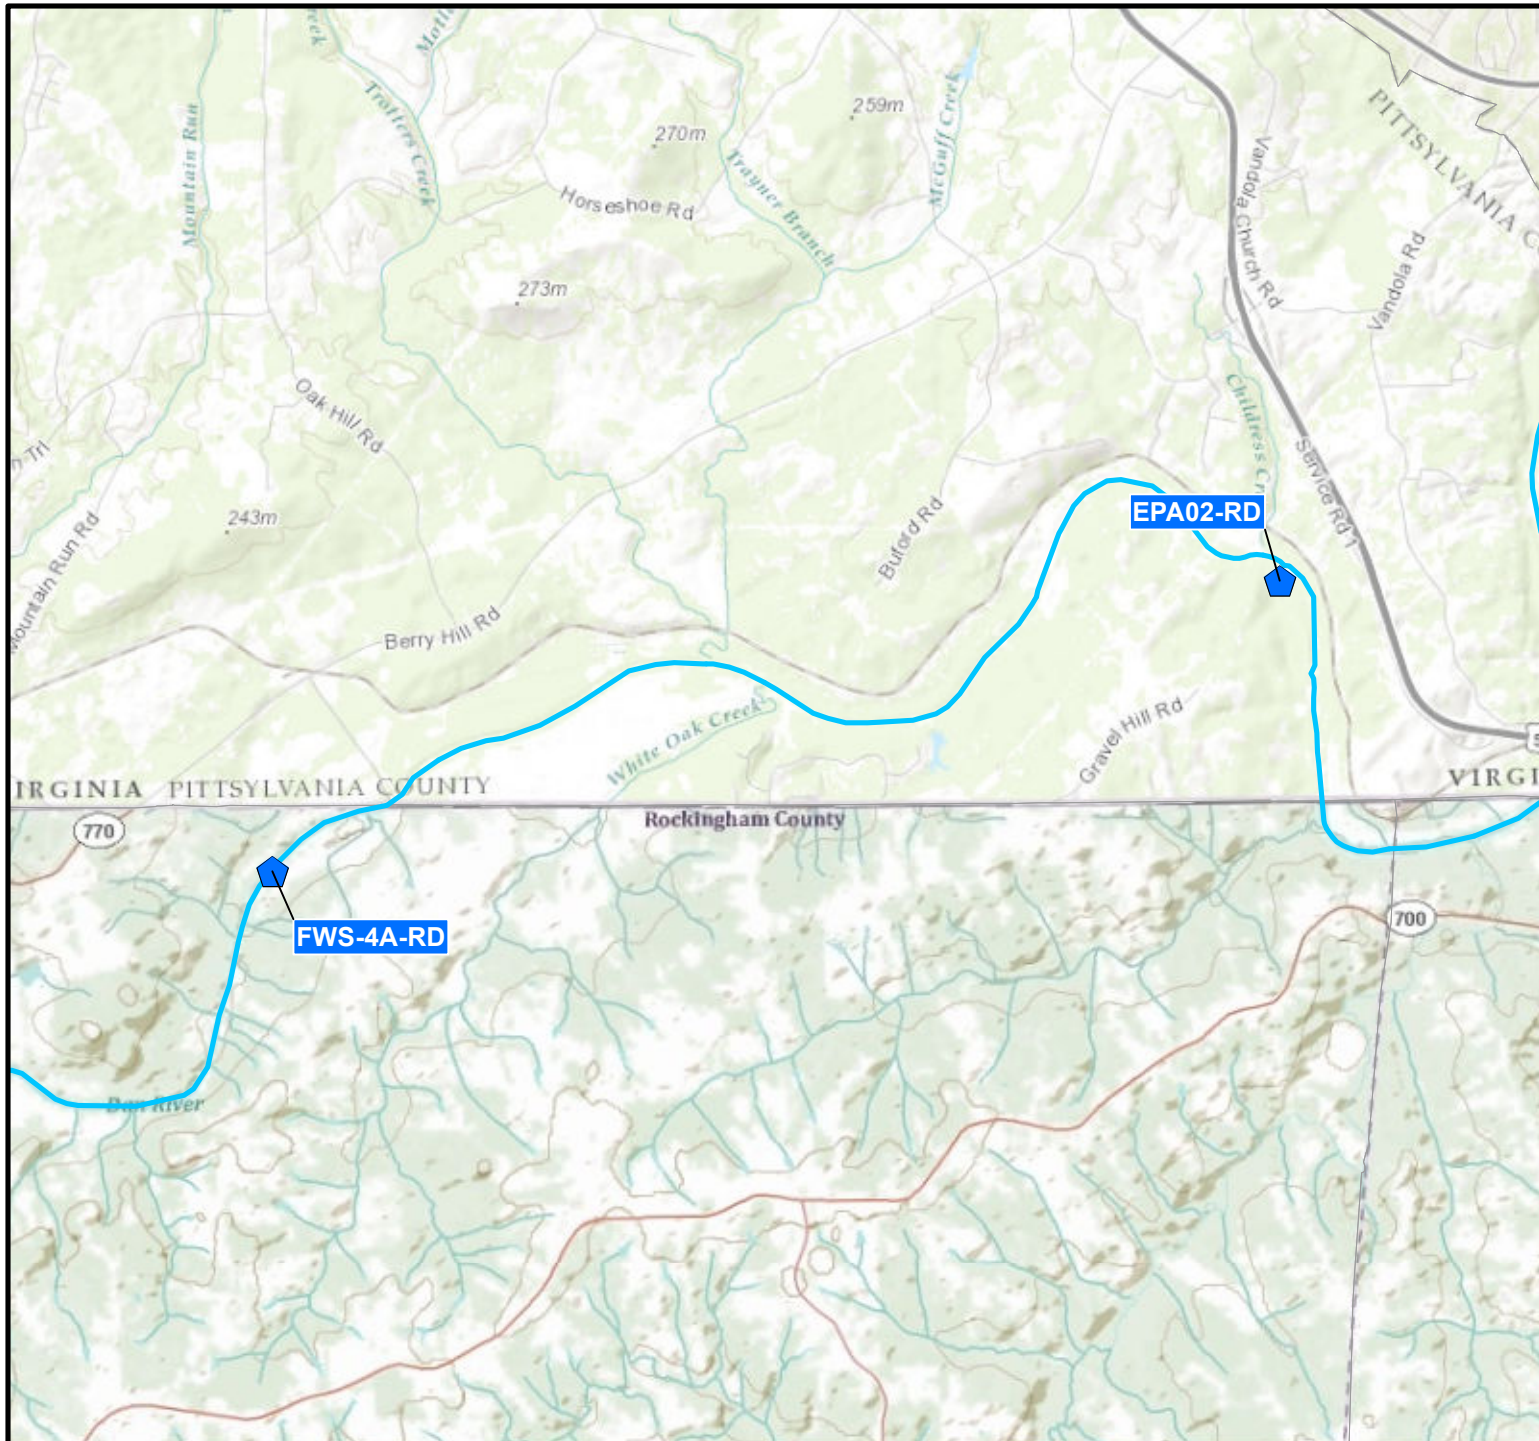 Creek
Mountain Run
Trotters Creek
Trayner Branch
McGuff Creek
259m
270m
Horseshoe Rd
273m
Vandola Church Rd
PITTSYLVANIA C
Vandola Rd
Oak Hill Rd
Childress Cr
Service Rd 1
n Trl
243m
Mountain Run Rd
Buford Rd
EPA02-RD
Berry Hill Rd
White Oak Creek
Gravel Hill Rd
IRGINIA PITTSYLVANIA COUNTY
VIRGI
5
770
Rockingham County
FWS-4A-RD
700
Dan River